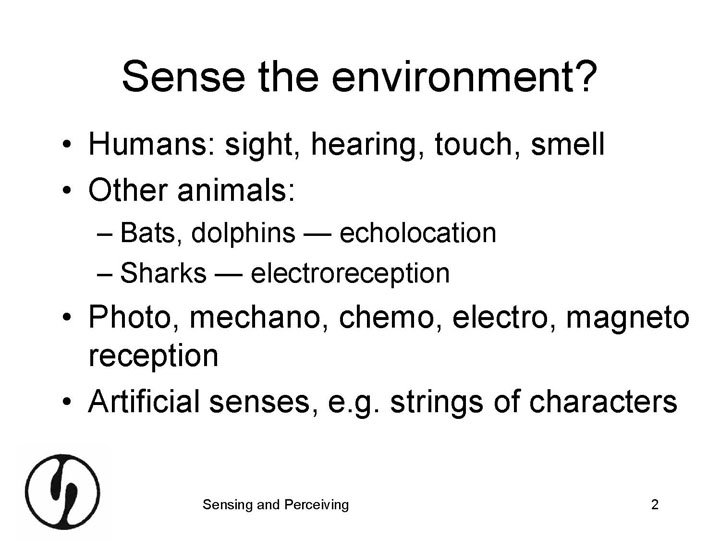 Sense the environment?
• Humans: sight, hearing, touch, smell
• Other animals:
– Bats, dolphins — echolocation
– Sharks — electroreception
• Photo, mechano, chemo, electro, magneto
reception
• Artificial senses, e.g. strings of characters
Sensing and Perceiving
2